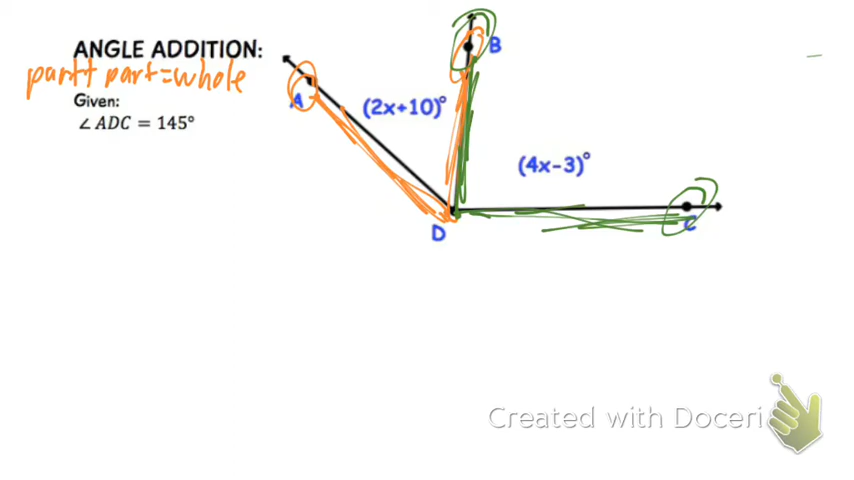 ANGLE ADDITION:
part+ part=whole
Given:
∠ADC = 145°
A
(2x+10)°
B
(4x−3)°
D
C
Created with Doceri